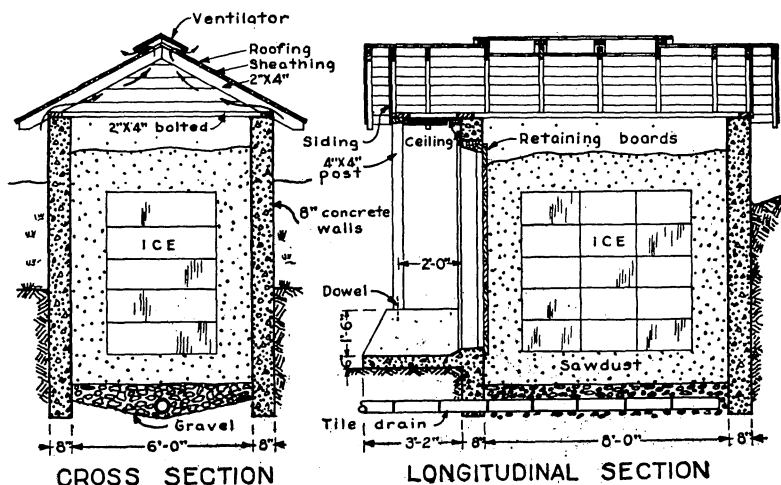 Ventilator
Roofing
Sheathing
2"X4"
2"X4" bolted
8" concrete
walls
ICE
Gravel
8"
6'-0"
8"
CROSS SECTION
Siding
4"X4"
post
Ceiling
Retaining boards
2'-0"
Dowel
1'-6"
6"
ICE
Sawdust
Tile drain
3'-2"
8"
8'-0"
8"
LONGITUDINAL SECTION